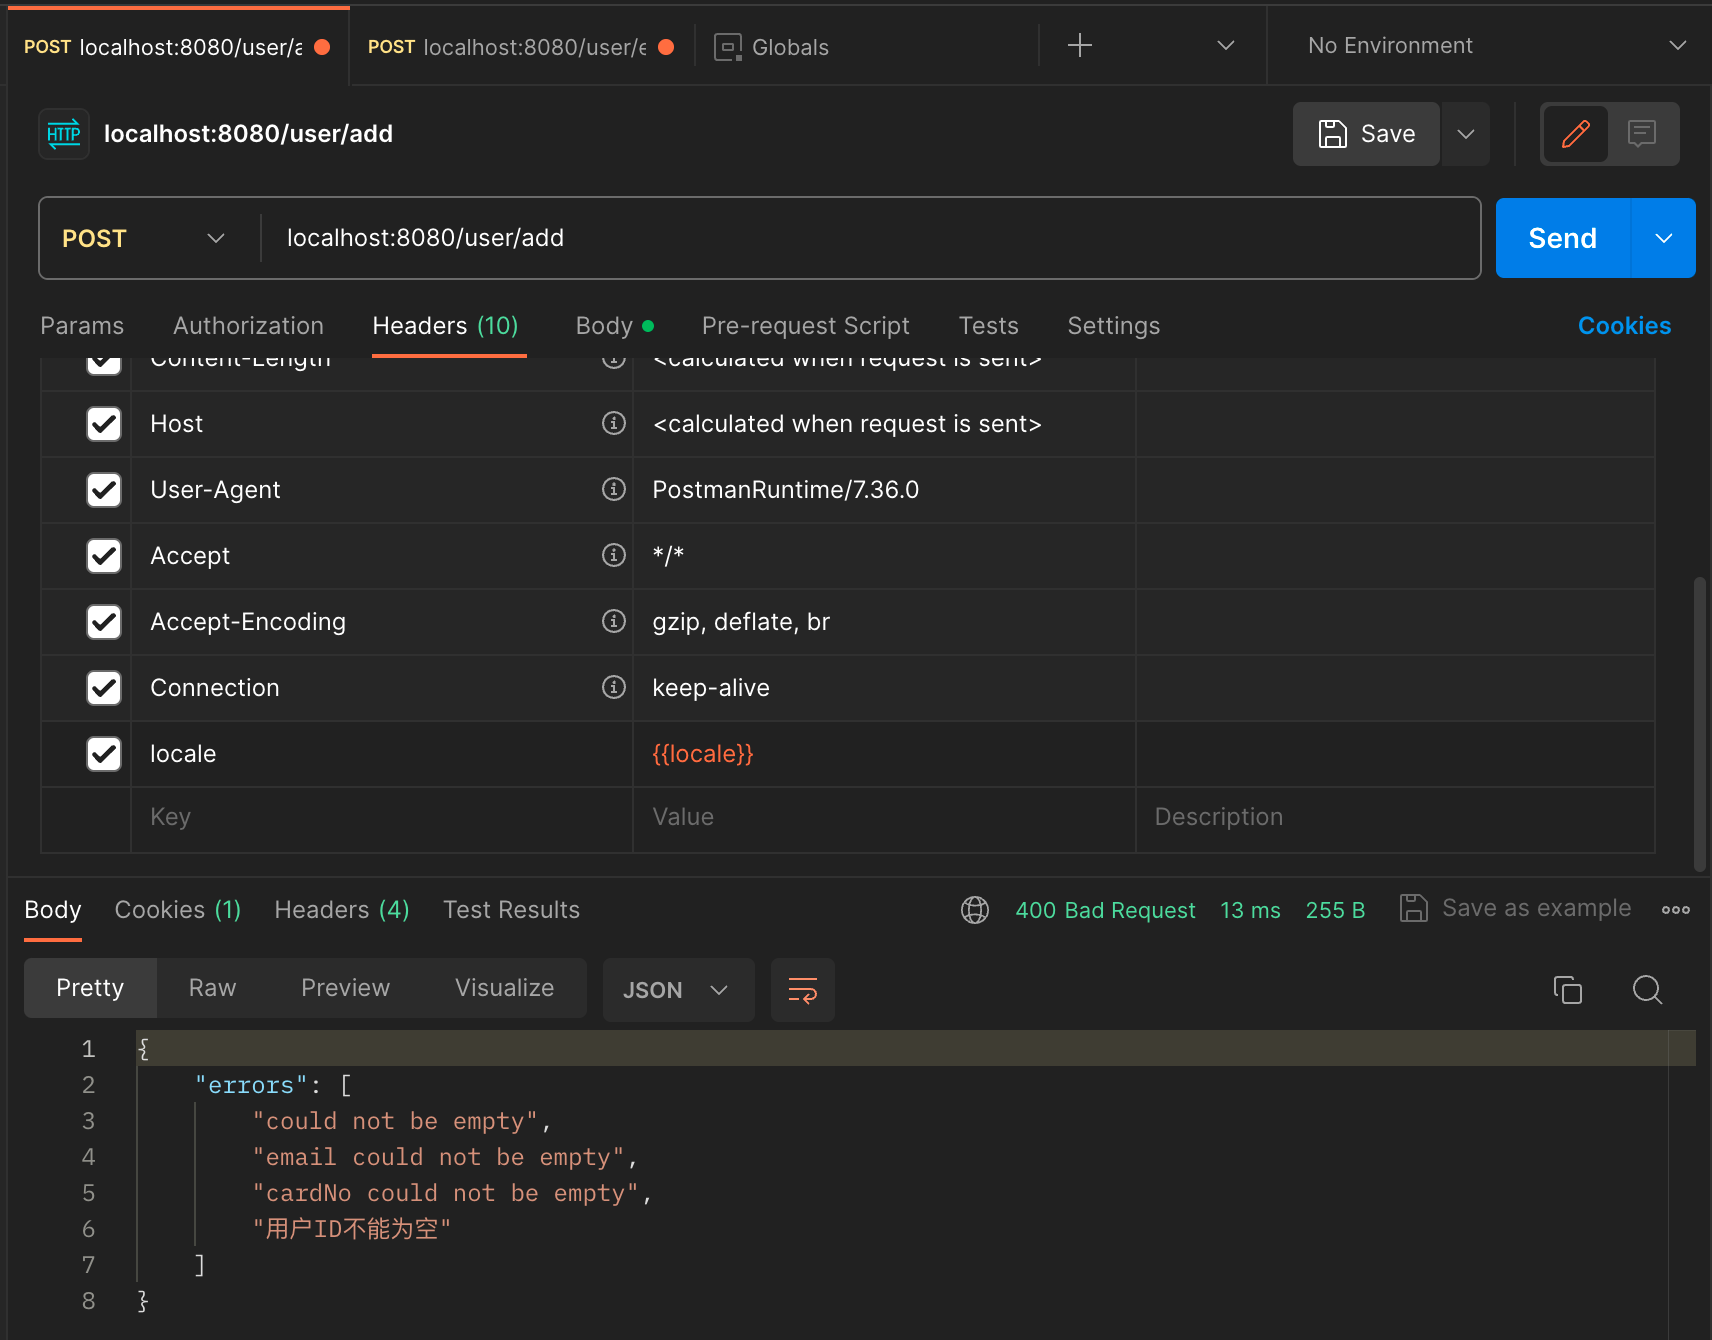 POST localhost:8080/user/a
POST localhost:8080/user/e
Globals
No Environment
HTTP localhost:8080/user/add
Save
POST localhost:8080/user/add
Send
Params Authorization Headers (10) Body Pre-request Script Tests Settings Cookies
Content-Length <calculated when request is sent>
Host <calculated when request is sent>
User-Agent PostmanRuntime/7.36.0
Accept */*
Accept-Encoding gzip, deflate, br
Connection keep-alive
locale {{locale}}
Key Value Description
Body Cookies (1) Headers (4) Test Results 400 Bad Request 13 ms 255 B Save as example
Pretty Raw Preview Visualize JSON
1 {
2 "errors": [
3 "could not be empty",
4 "email could not be empty",
5 "cardNo could not be empty",
6 "用户ID不能为空"
7 ]
8 }